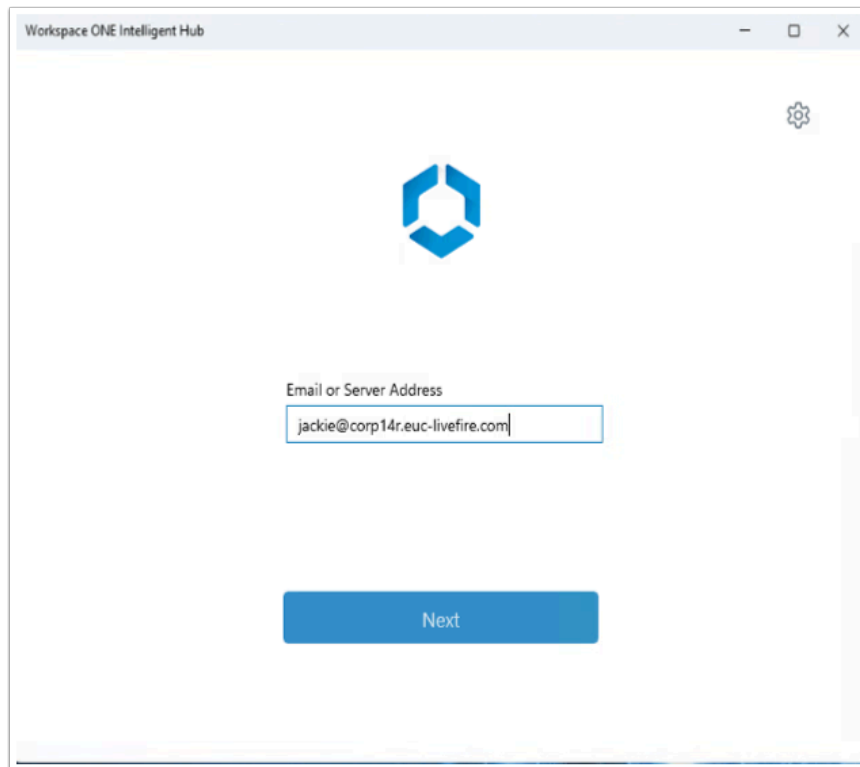 Workspace ONE Intelligent Hub
Email or Server Address
jackie@corp14r.euc-livefire.com
Next